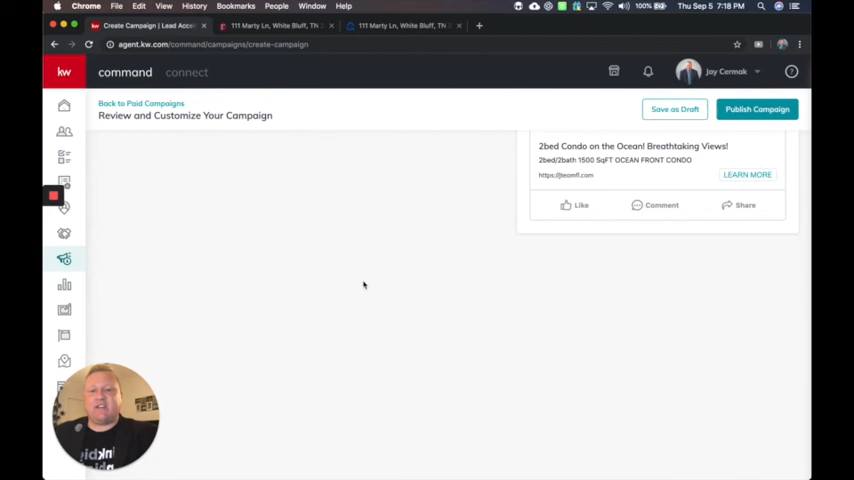 Chrome File Edit View History Bookmarks People Window Help
100% Thu Sep 5 7:18 PM
Create Campaign | Lead Accel
111 Marty Ln, White Bluff, TN
111 Marty Ln, White Bluff, TN
agent.kw.com/command/campaigns/create-campaign
kw command connect
Joy Cermak
Back to Paid Campaigns
Review and Customize Your Campaign
Save as Draft
Publish Campaign
2bed Condo on the Ocean! Breathtaking Views!
2bed/2bath 1500 SqFT OCEAN FRONT CONDO
https://jteomfl.com
LEARN MORE
Like Comment Share